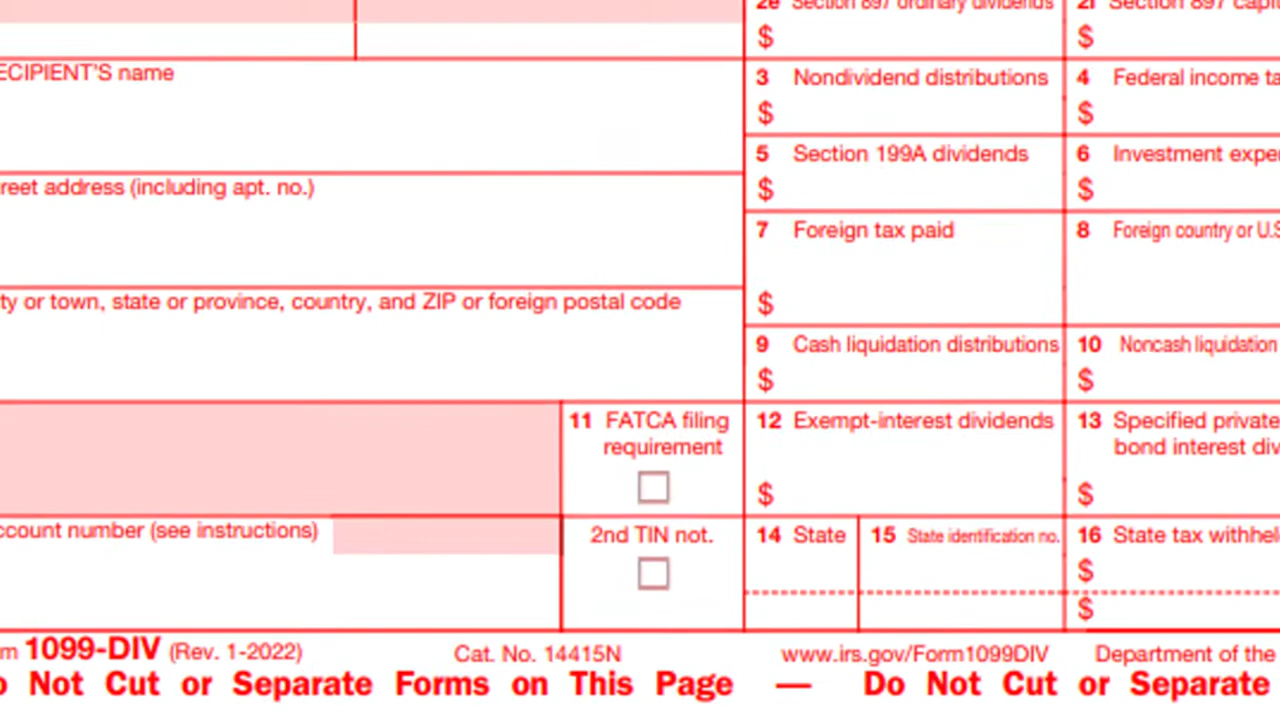 2e Section 897 ordinary dividends
2f Section 897
$
$
ECIPIENT'S name
3 Nondividend distributions
4 Federal income
$
$
5 Section 199A dividends
6 Investment
$
$
reet address (including apt. no.)
7 Foreign tax paid
8 Foreign country or U.S
$
ty or town, state or province, country, and ZIP or foreign postal code
9 Cash liquidation distributions
10 Noncash liquidation
$
$
11 FATCA filing
requirement
12 Exempt-interest dividends
13 Specified private
bond interest div
$
$
ccount number (see instructions)
2nd TIN not.
14 State
15 State identification no.
16 State tax withhel
$
$
m 1099-DIV (Rev. 1-2022)
Cat. No. 14415N
www.irs.gov/Form1099DIV
Department of the
o Not Cut or Separate Forms on This Page — Do Not Cut or Separate